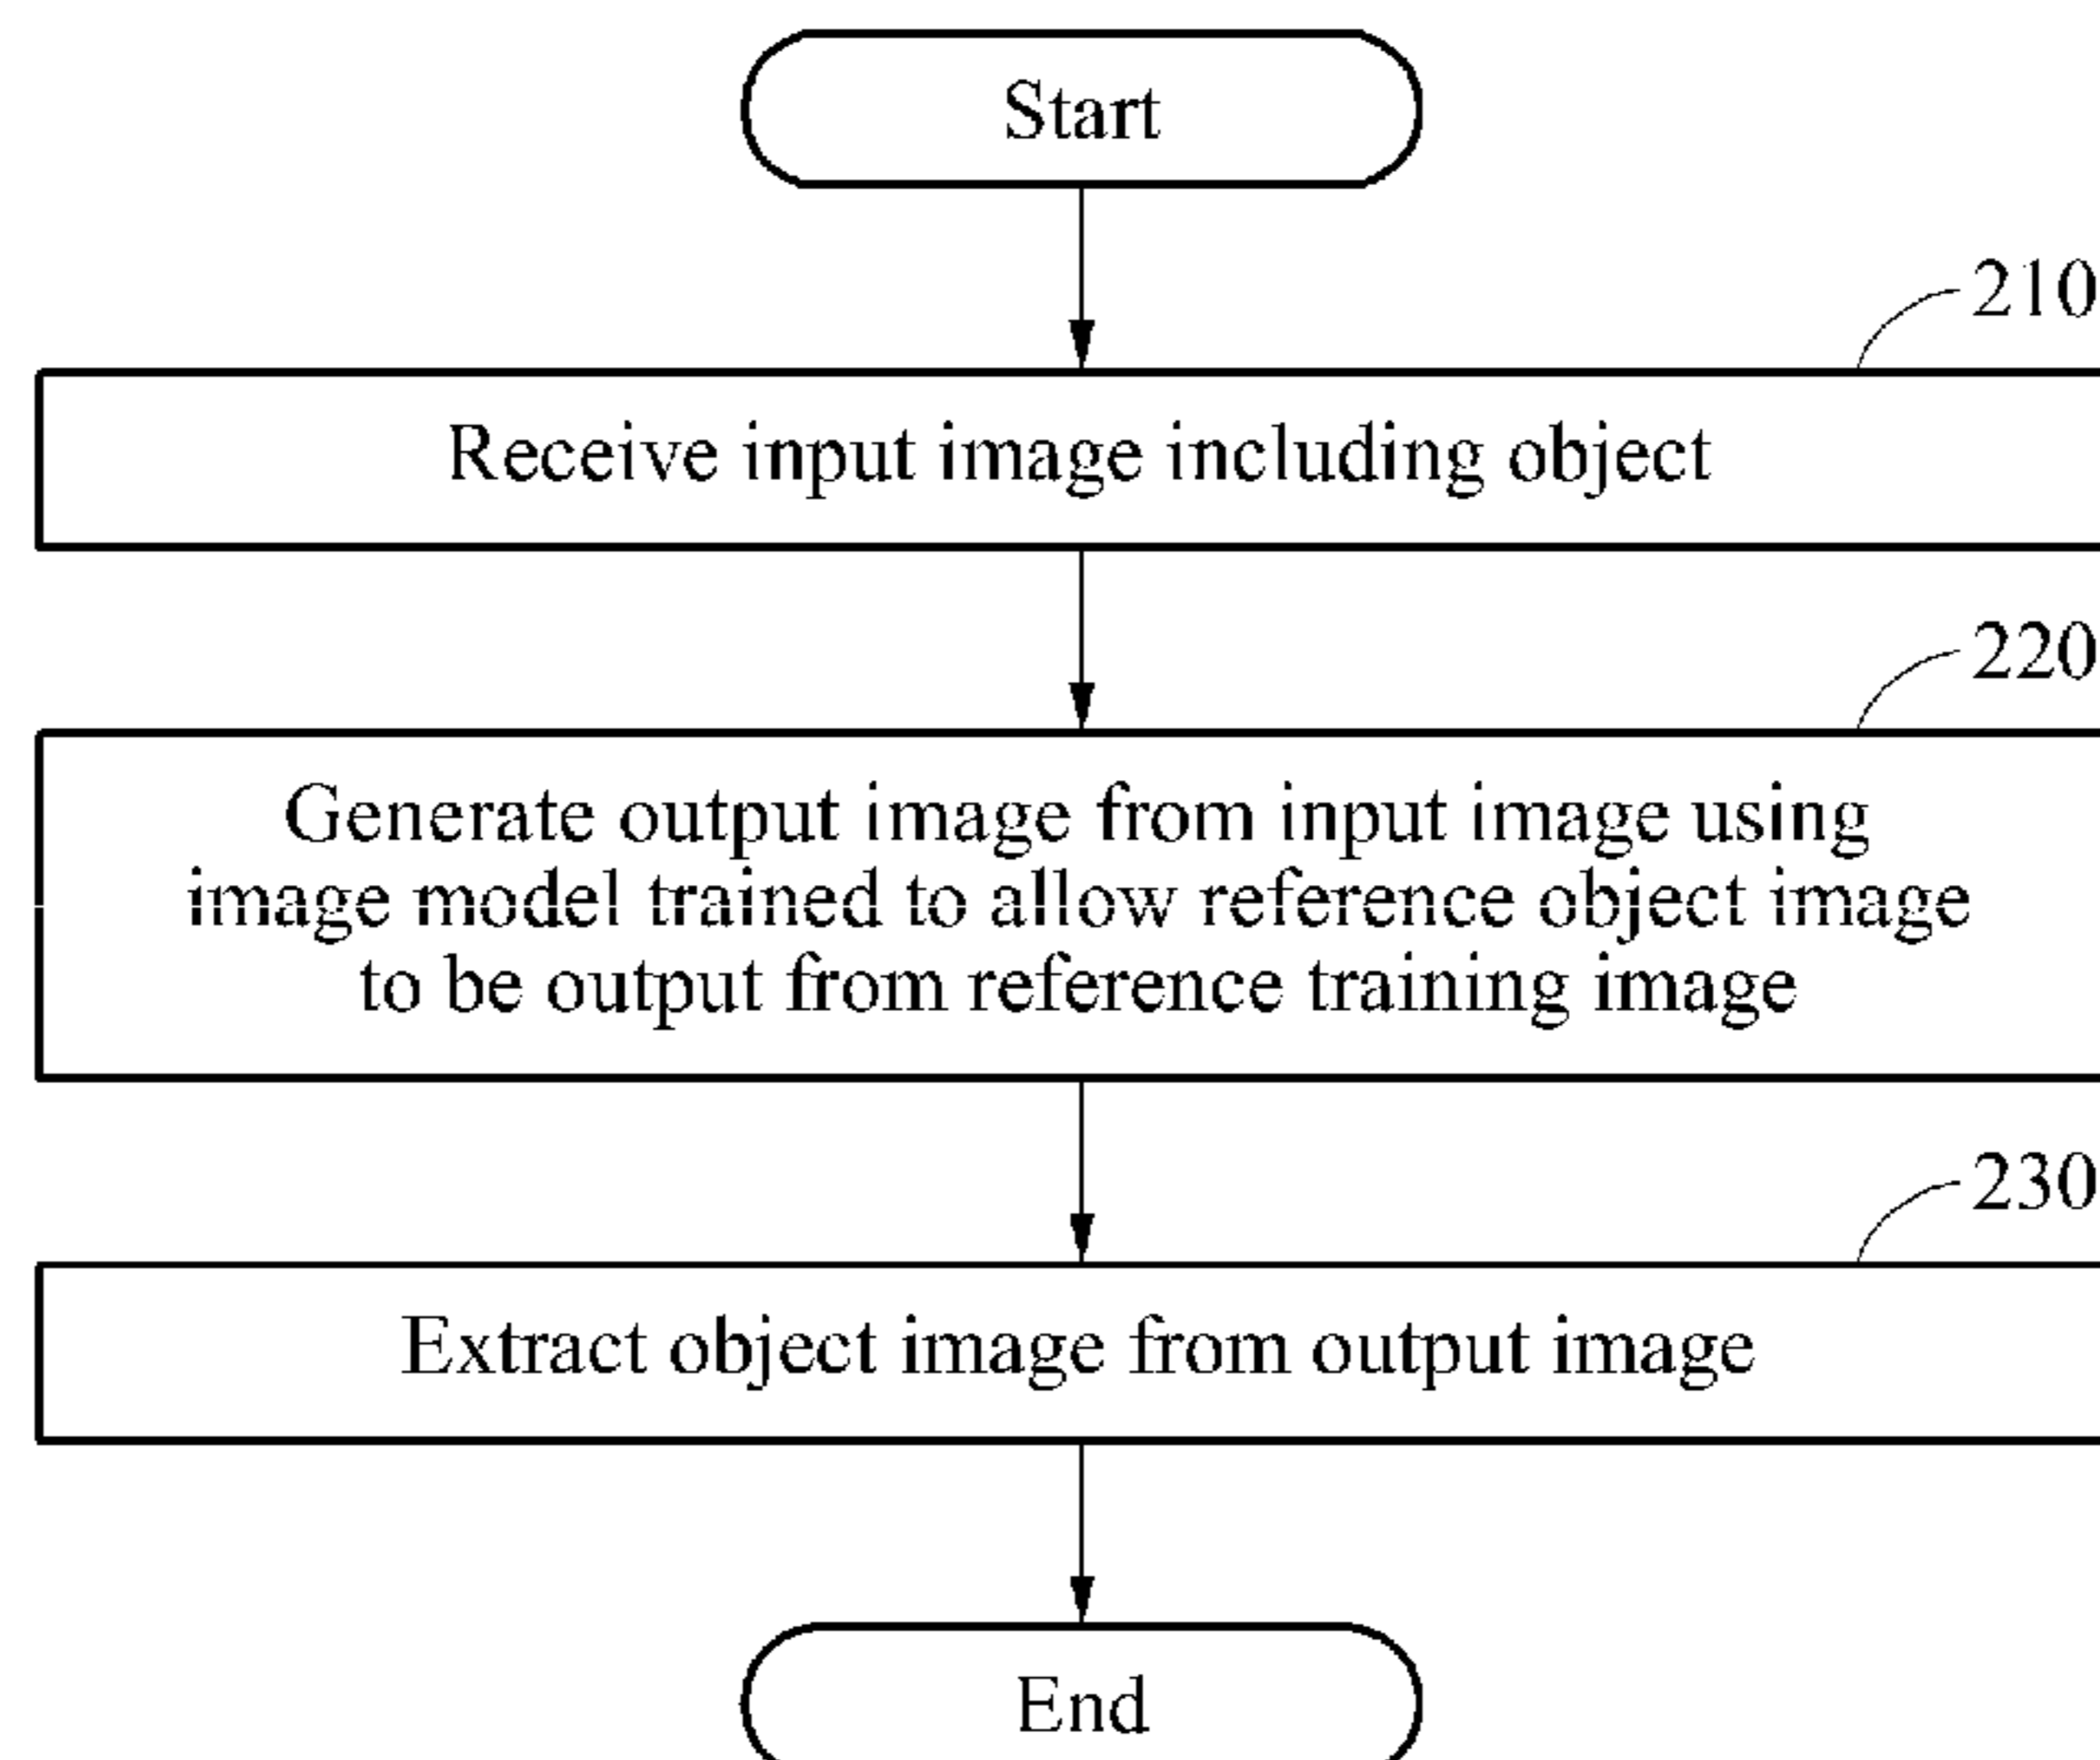 Start
210
Receive input image including object
220
Generate output image from input image using
image model trained to allow reference object image
to be output from reference training image
230
Extract object image from output image
End